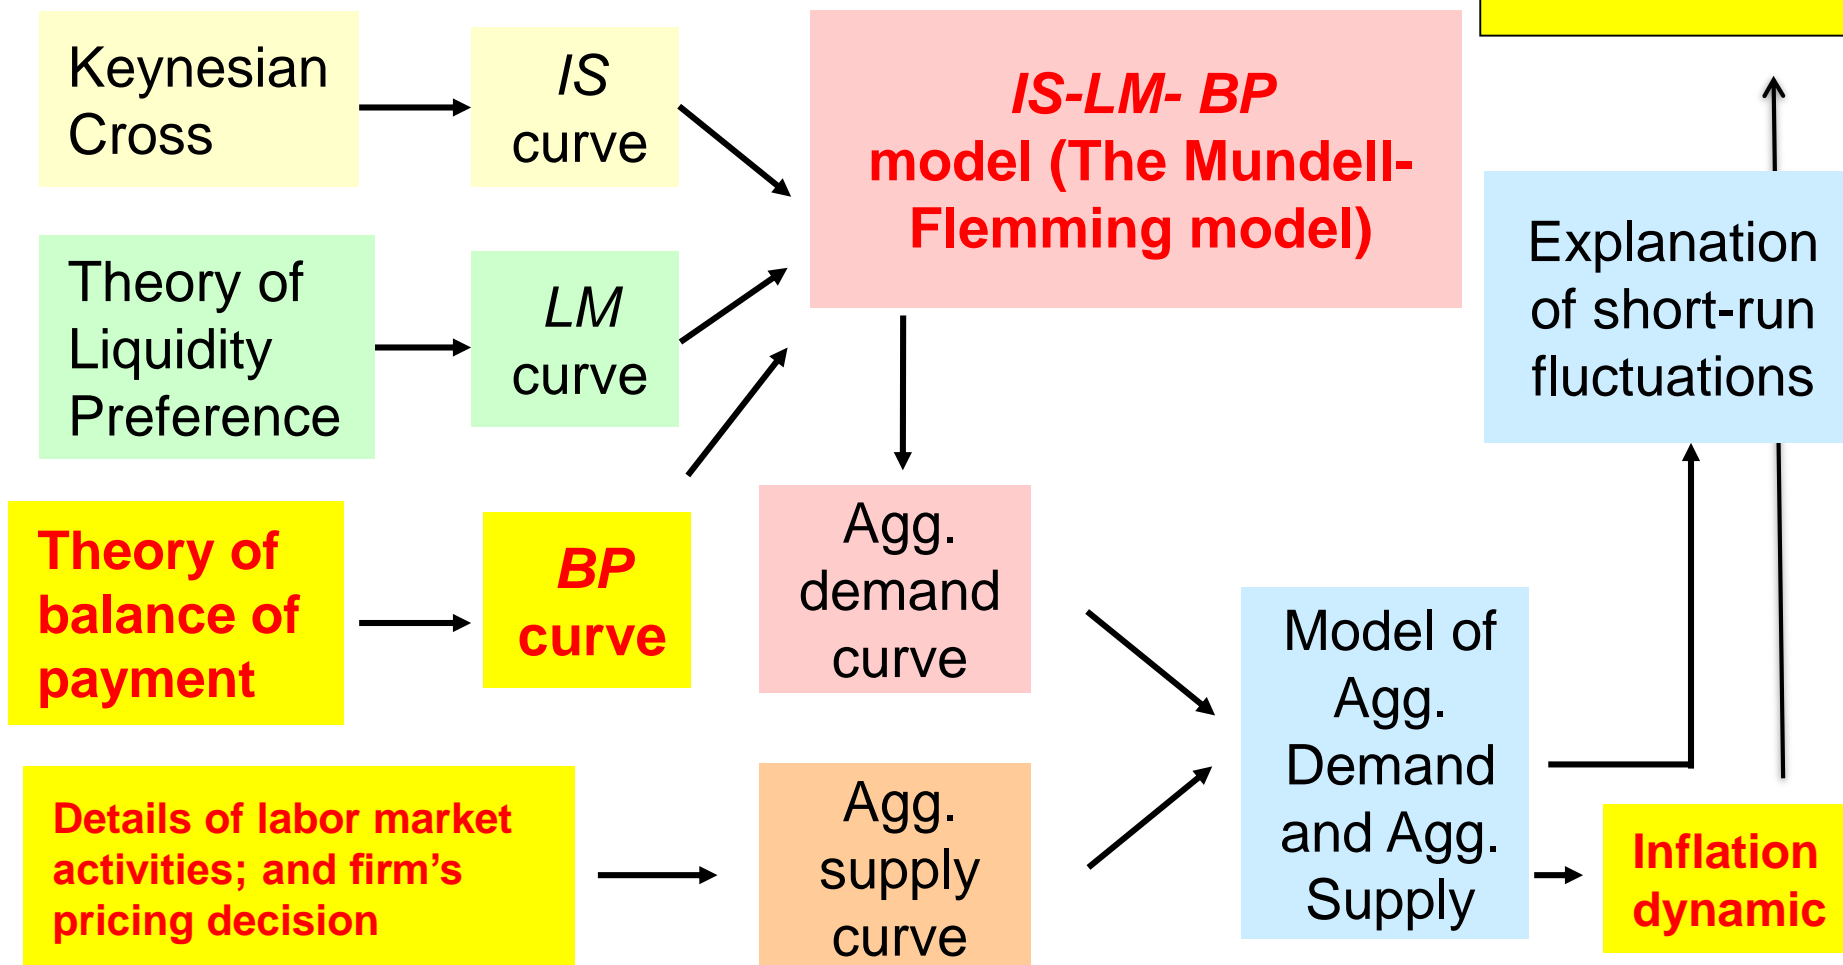 Keynesian
Cross
IS
curve
IS-LM- BP
model (The Mundell-
Flemming model)
Theory of
Liquidity
Preference
LM
curve
Explanation
of short-run
fluctuations
Theory of
balance of
payment
BP
curve
Agg.
demand
curve
Model of
Agg.
Demand
and Agg.
Supply
Details of labor market
activities; and firm’s
pricing decision
Agg.
supply
curve
Inflation
dynamic